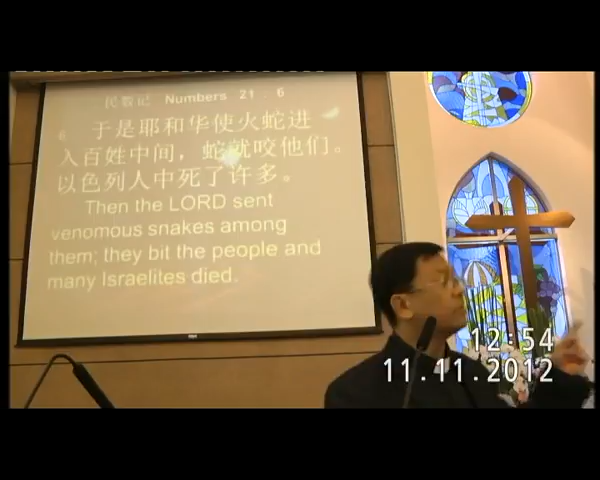 民数记 Numbers 21 : 6
6 于是耶和华使火蛇进
入百姓中间，蛇就咬他们。
以色列人中死了许多。
Then the LORD sent
venomous snakes among
them; they bit the people and
many Israelites died.
12:54
11.11.2012